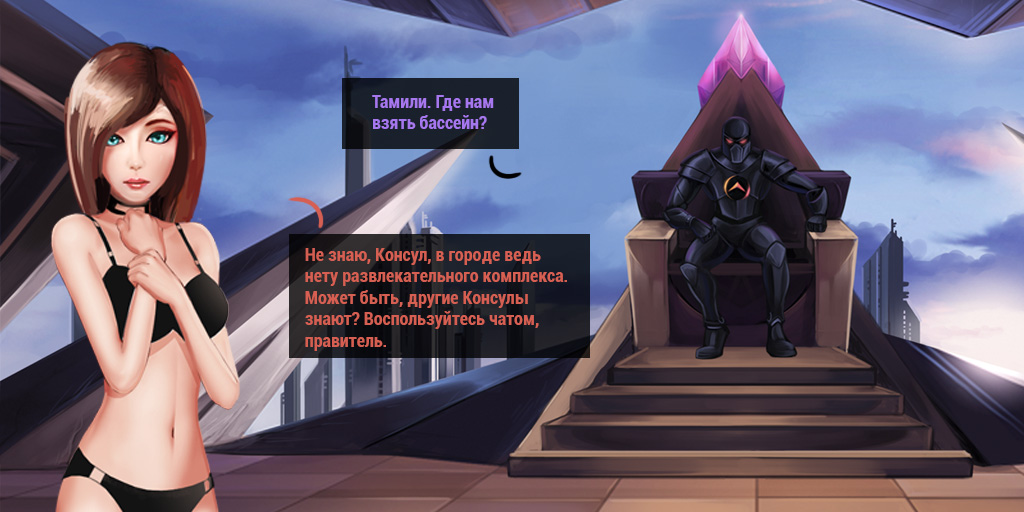 Тамили. Где нам
взять бассейн?
Не знаю, Консул, в городе ведь
нету развлекательного комплекса.
Может быть, другие Консулы
знают? Воспользуйтесь чатом,
правитель.